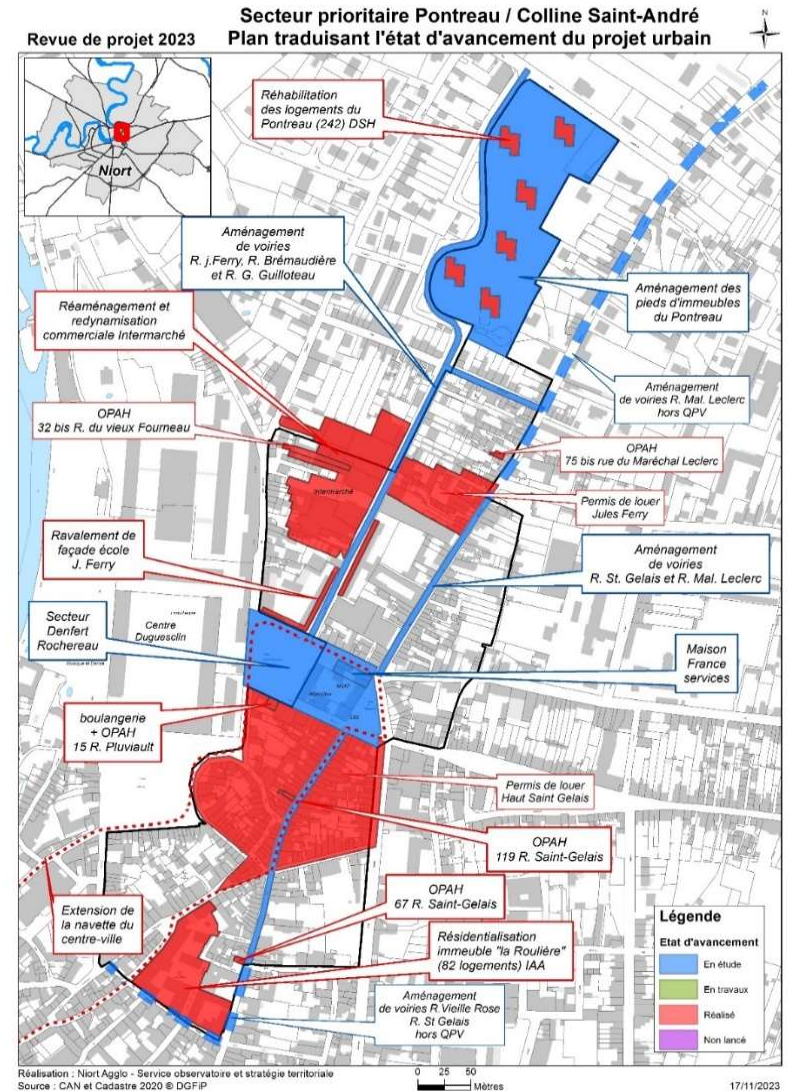 Secteur prioritaire Pontreau / Colline Saint-André
Revue de projet 2023
Plan traduisant l'état d'avancement du projet urbain
N
Niort
Réhabilitation
des logements du
Pontreau (242) DSH
Aménagement
de voiries
R. j.Ferry, R. Brémaudière
et R. G. Guilloteau
Aménagement des
pieds d'immeubles
du Pontreau
Réaménagement et
redynamisation
commerciale Intermarché
Aménagement
de voiries R. Mal. Leclerc
hors QPV
OPAH
32 bis R. du vieux Fourneau
OPAH
75 bis rue du Maréchal Leclerc
Intermarché
Permis de louer
Jules Ferry
Ravalement de
façade école
J. Ferry
Aménagement
de voiries
R. St. Gelais et R. Mal. Leclerc
Secteur
Denfert
Rochereau
Centre
Duguesclin
Maison
France
services
boulangerie
+ OPAH
15 R. Pluviault
Permis de louer
Haut Saint Gelais
OPAH
119 R. Saint-Gelais
OPAH
67 R. Saint-Gelais
Extension de
la navette du
centre-ville
Résidentialisation
immeuble "la Roulière"
(82 logements) IAA
Aménagement
de voiries R.Vieille Rose
R. St Gelais
hors QPV
Légende
Etat d'avancement
En étude
En travaux
Réalisé
Non lancé
Réalisation : Niort Agglo - Service observatoire et stratégie territoriale
Source : CAN et Cadastre 2020 © DGFiP
0 25 50
Mètres
17/11/2023